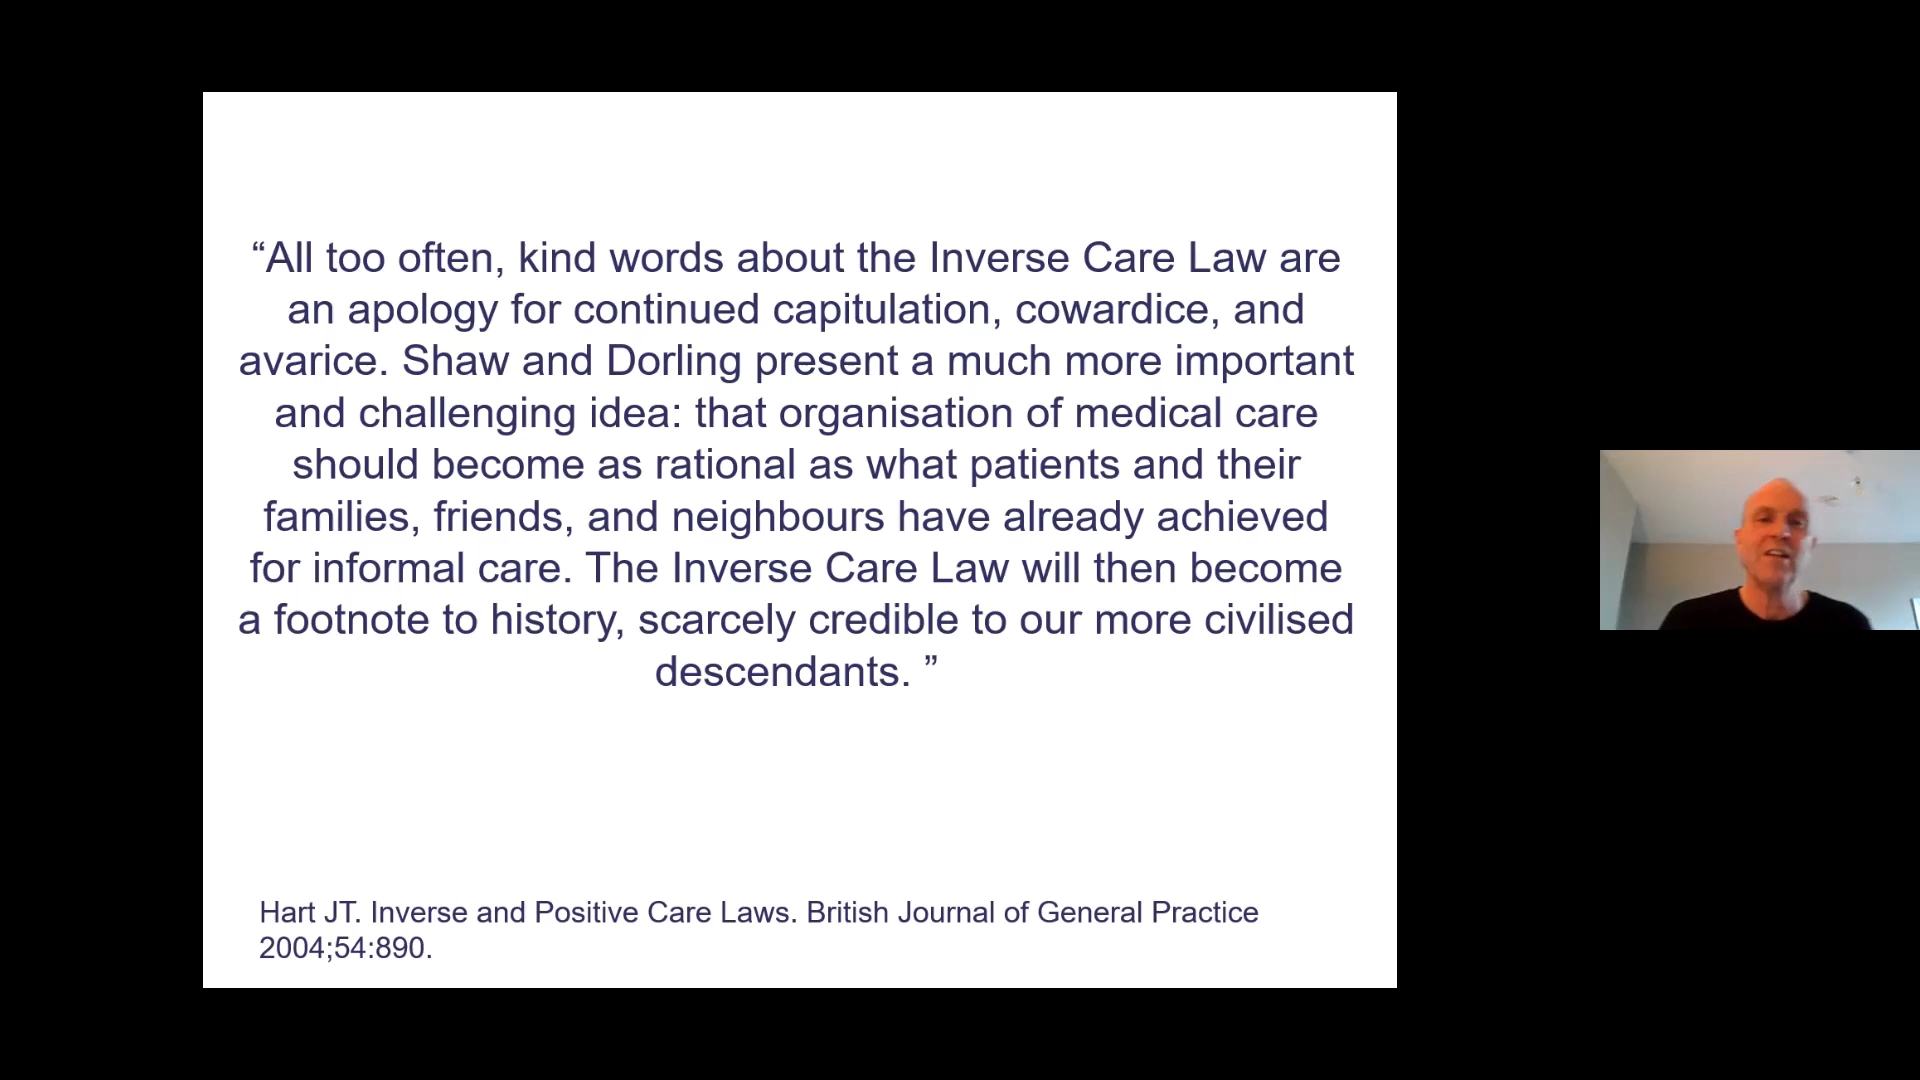 “All too often, kind words about the Inverse Care Law are
an apology for continued capitulation, cowardice, and
avarice. Shaw and Dorling present a much more important
and challenging idea: that organisation of medical care
should become as rational as what patients and their
families, friends, and neighbours have already achieved
for informal care. The Inverse Care Law will then become
a footnote to history, scarcely credible to our more civilised
descendants. ”
Hart JT. Inverse and Positive Care Laws. British Journal of General Practice
2004;54:890.